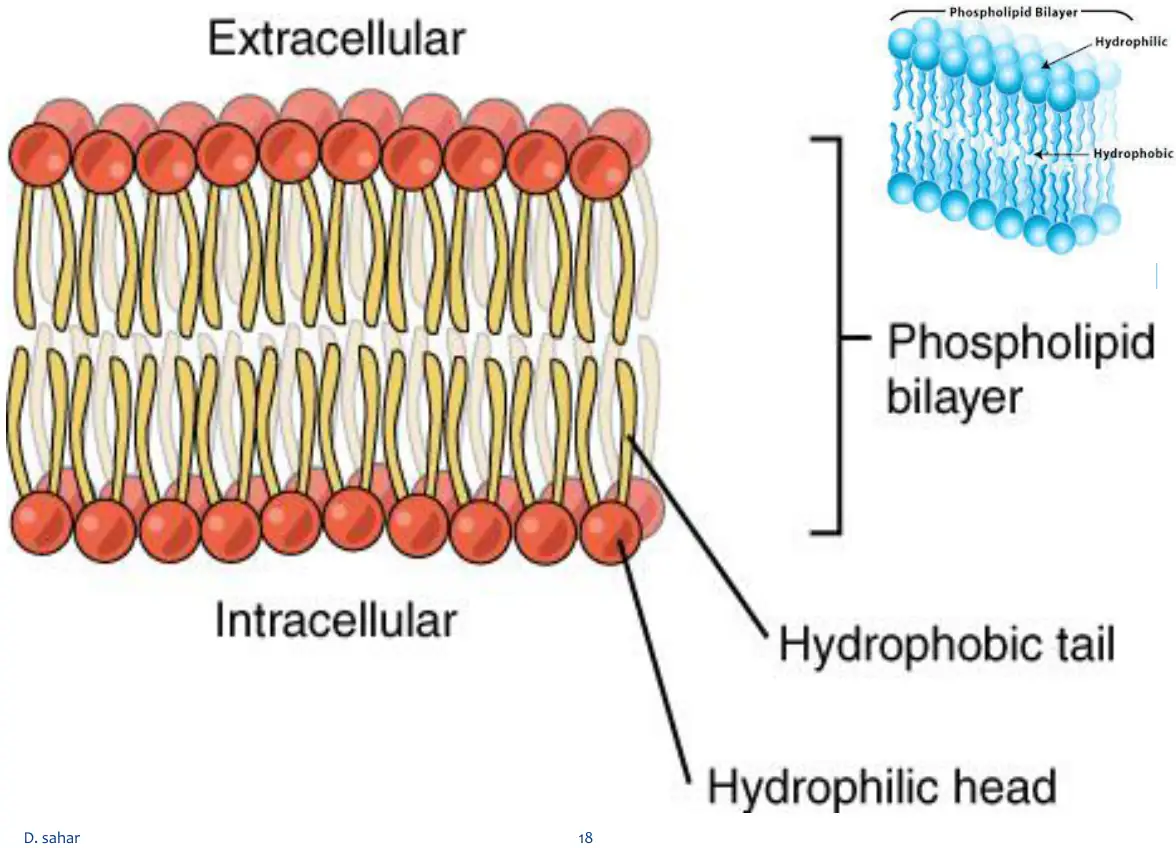 Extracellular
Phospholipid Bilayer
Hydrophilic
Hydrophobic
Phospholipid
bilayer
Intracellular
Hydrophobic tail
Hydrophilic head
D. sahar
18